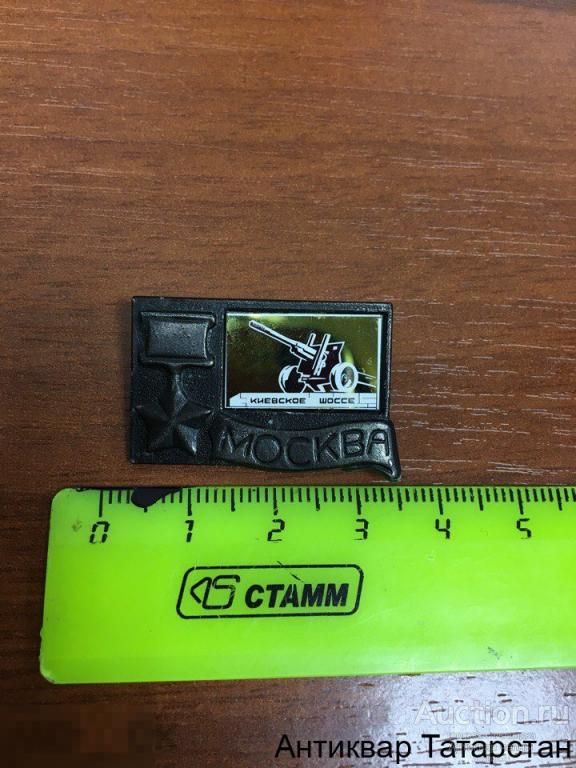 КИЕВСКОЕ ШОССЕ
МОСКВА
0 1 2 3 4 5
СТАММ
Auction.ru
Антиквар Татарстан